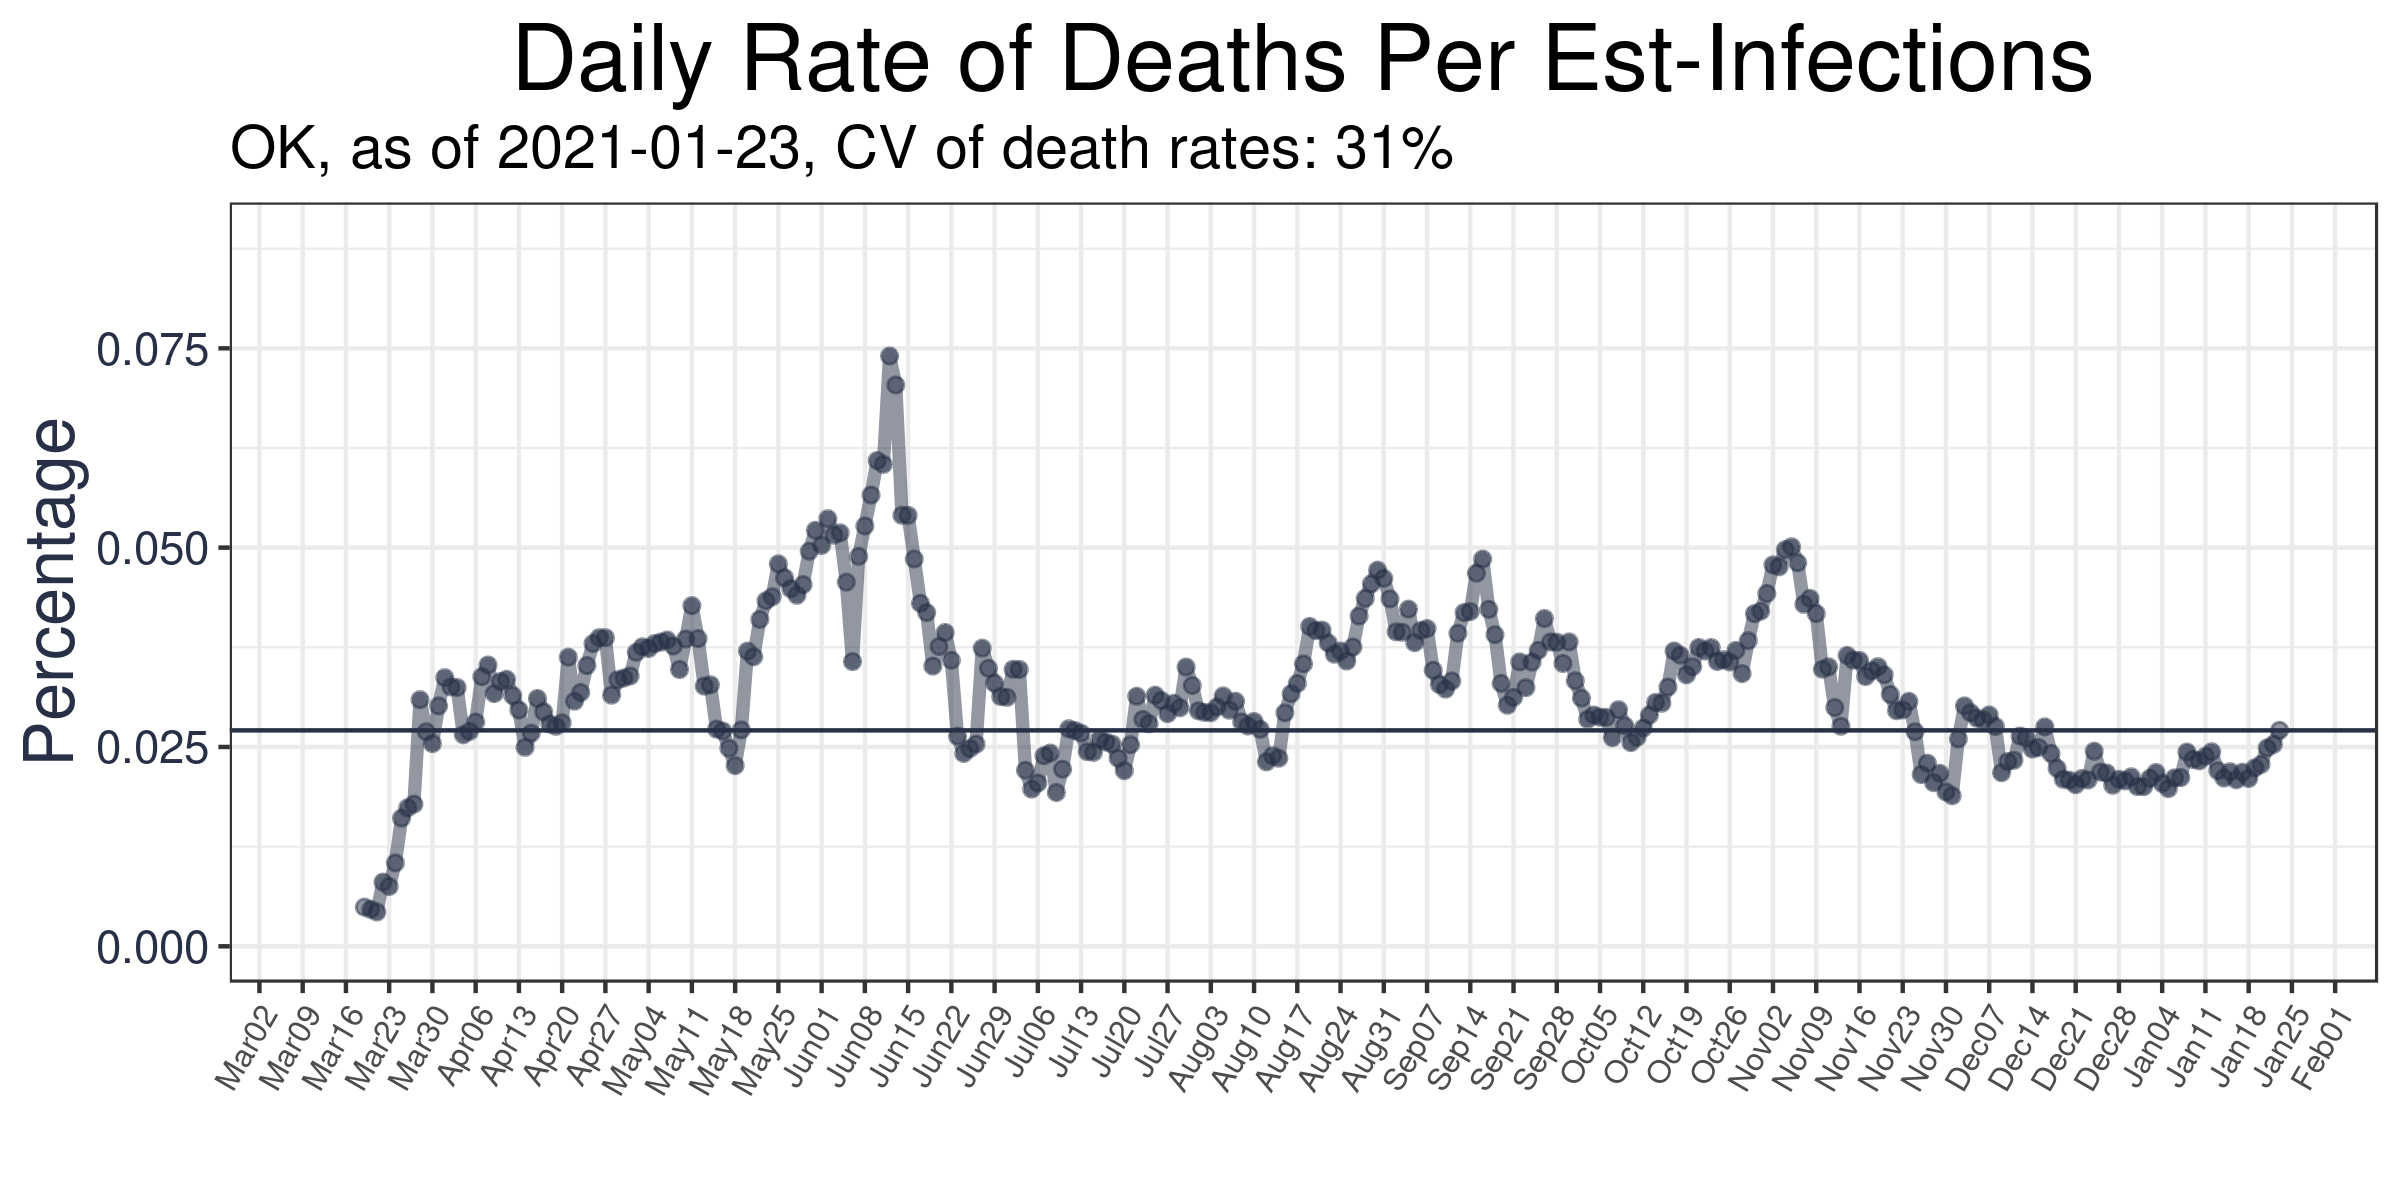 Daily Rate of Deaths Per Est-Infections
OK, as of 2021-01-23, CV of death rates: 31%
Percentage
0.075
0.050
0.025
0.000
Mar02 Mar09 Mar16 Mar23 Mar30 Apr06 Apr13 Apr20 Apr27 May04 May11 May18 May25 Jun01 Jun08 Jun15 Jun22 Jun29 Jul06 Jul13 Jul20 Jul27 Aug03 Aug10 Aug17 Aug24 Aug31 Sep07 Sep14 Sep21 Sep28 Oct05 Oct12 Oct19 Oct26 Nov02 Nov09 Nov16 Nov23 Nov30 Dec07 Dec14 Dec21 Dec28 Jan04 Jan11 Jan18 Jan25 Feb01